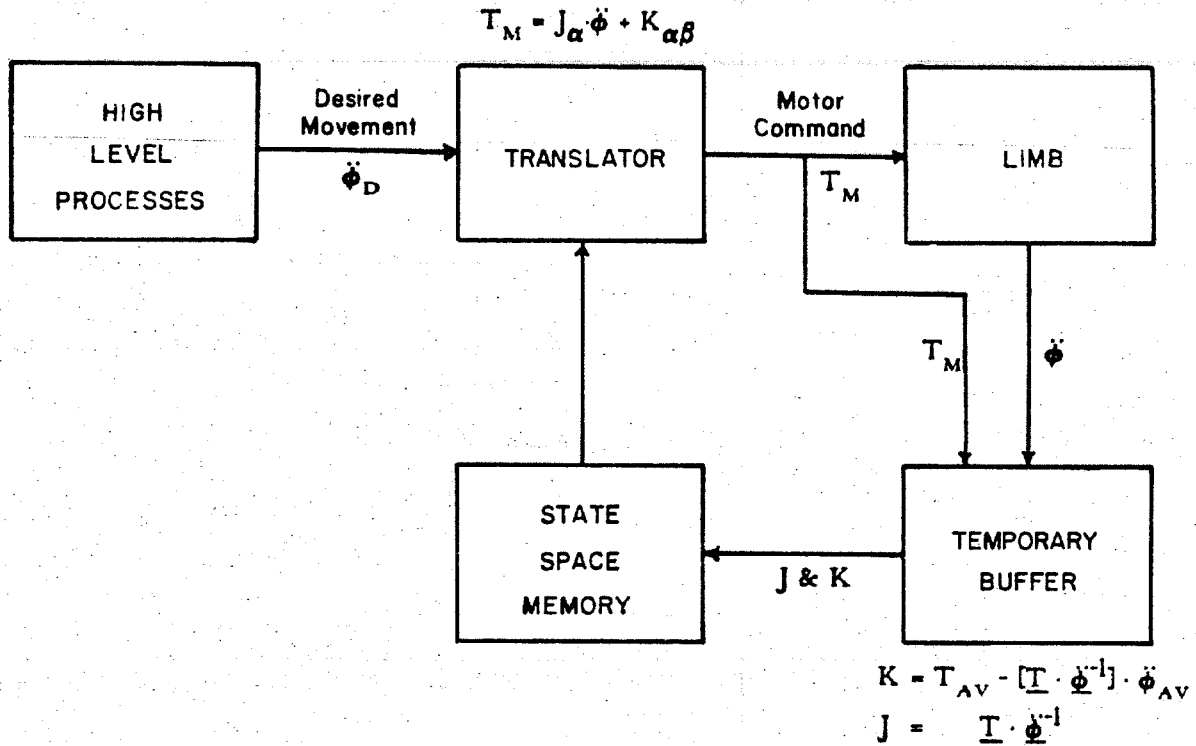 T_M = J_α·φ̈ + K_αβ
HIGH
LEVEL
PROCESSES
Desired
Movement
φ̈_D
TRANSLATOR
Motor
Command
T_M
LIMB
T_M
φ̈
STATE
SPACE
MEMORY
J & K
TEMPORARY
BUFFER
K = T_AV - [T · φ̈⁻¹] · φ̈_AV
J = T · φ̈⁻¹